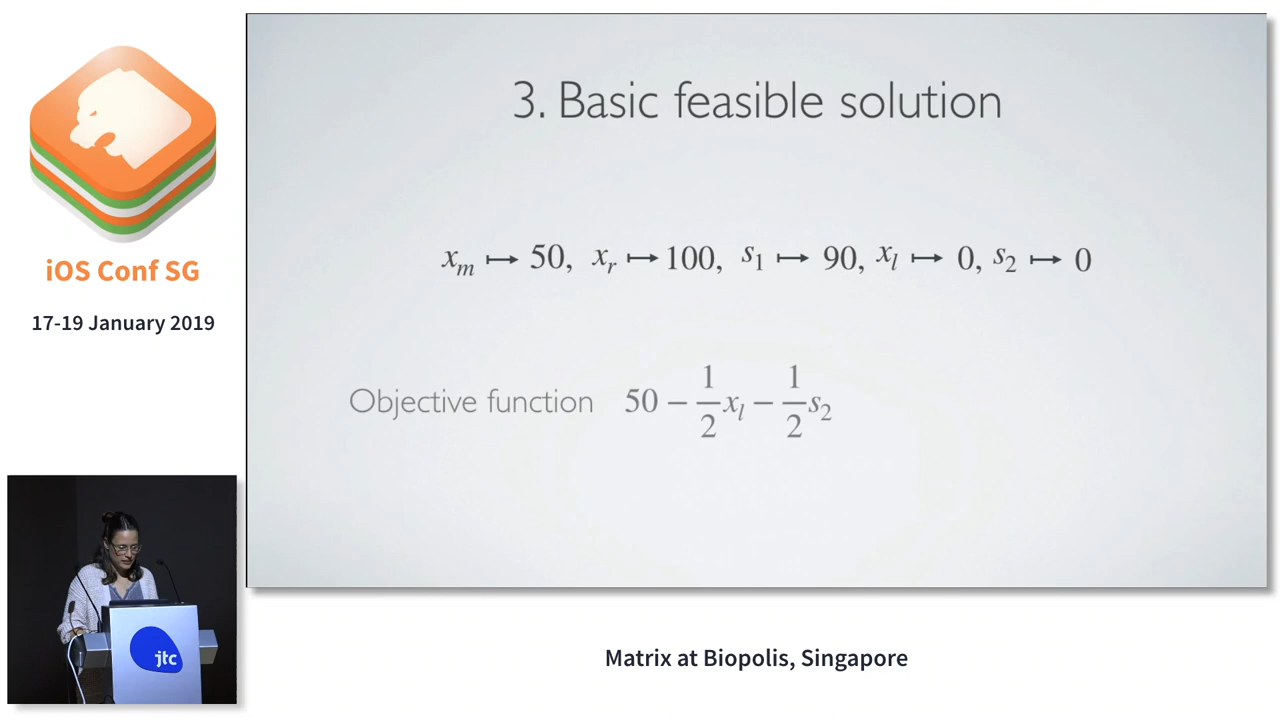 3. Basic feasible solution
x_m ↦ 50, x_r ↦ 100, s_1 ↦ 90, x_l ↦ 0, s_2 ↦ 0
Objective function 50 − 1/2 x_l − 1/2 s_2
iOS Conf SG
17-19 January 2019
jtc
Matrix at Biopolis, Singapore